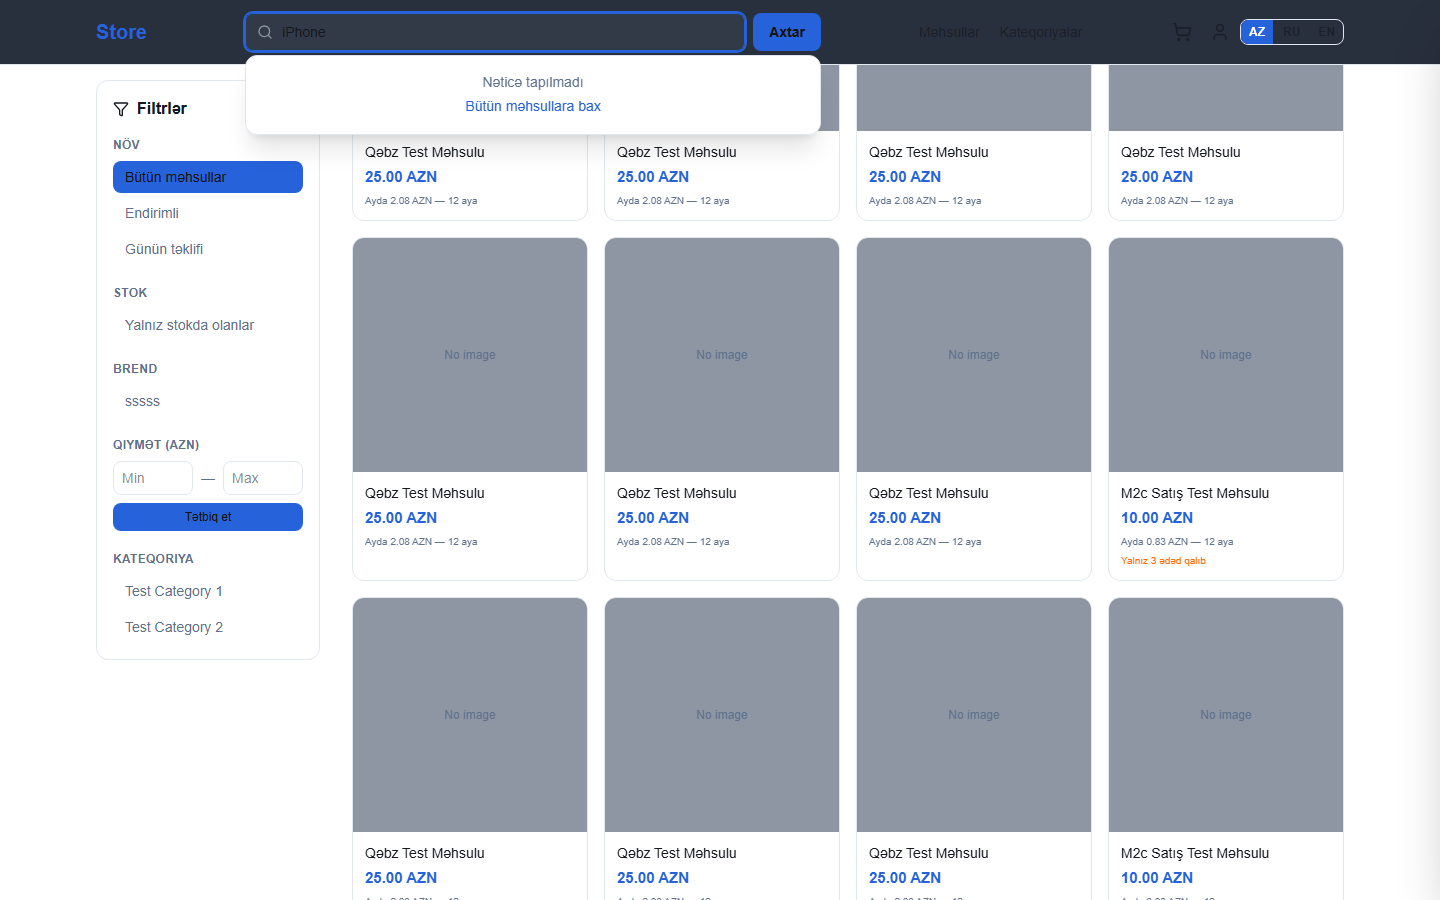 Store
iPhone
Axtar
Məhsullar
Kateqoriyalar
AZ
RU
EN
Nəticə tapılmadı
Bütün məhsullara bax
Filtrlər
NÖV
Bütün məhsullar
Endirimli
Günün təklifi
STOK
Yalnız stokda olanlar
BREND
sssss
QIYMƏT (AZN)
Min
—
Max
Tətbiq et
KATEQORIYA
Test Category 1
Test Category 2
Qəbz Test Məhsulu
25.00 AZN
Ayda 2.08 AZN — 12 aya
Qəbz Test Məhsulu
25.00 AZN
Ayda 2.08 AZN — 12 aya
Qəbz Test Məhsulu
25.00 AZN
Ayda 2.08 AZN — 12 aya
Qəbz Test Məhsulu
25.00 AZN
Ayda 2.08 AZN — 12 aya
No image
Qəbz Test Məhsulu
25.00 AZN
Ayda 2.08 AZN — 12 aya
No image
Qəbz Test Məhsulu
25.00 AZN
Ayda 2.08 AZN — 12 aya
No image
Qəbz Test Məhsulu
25.00 AZN
Ayda 2.08 AZN — 12 aya
No image
M2c Satış Test Məhsulu
10.00 AZN
Ayda 0.83 AZN — 12 aya
Yalnız 3 ədəd qalıb
No image
Qəbz Test Məhsulu
25.00 AZN
No image
Qəbz Test Məhsulu
25.00 AZN
No image
Qəbz Test Məhsulu
25.00 AZN
No image
M2c Satış Test Məhsulu
10.00 AZN